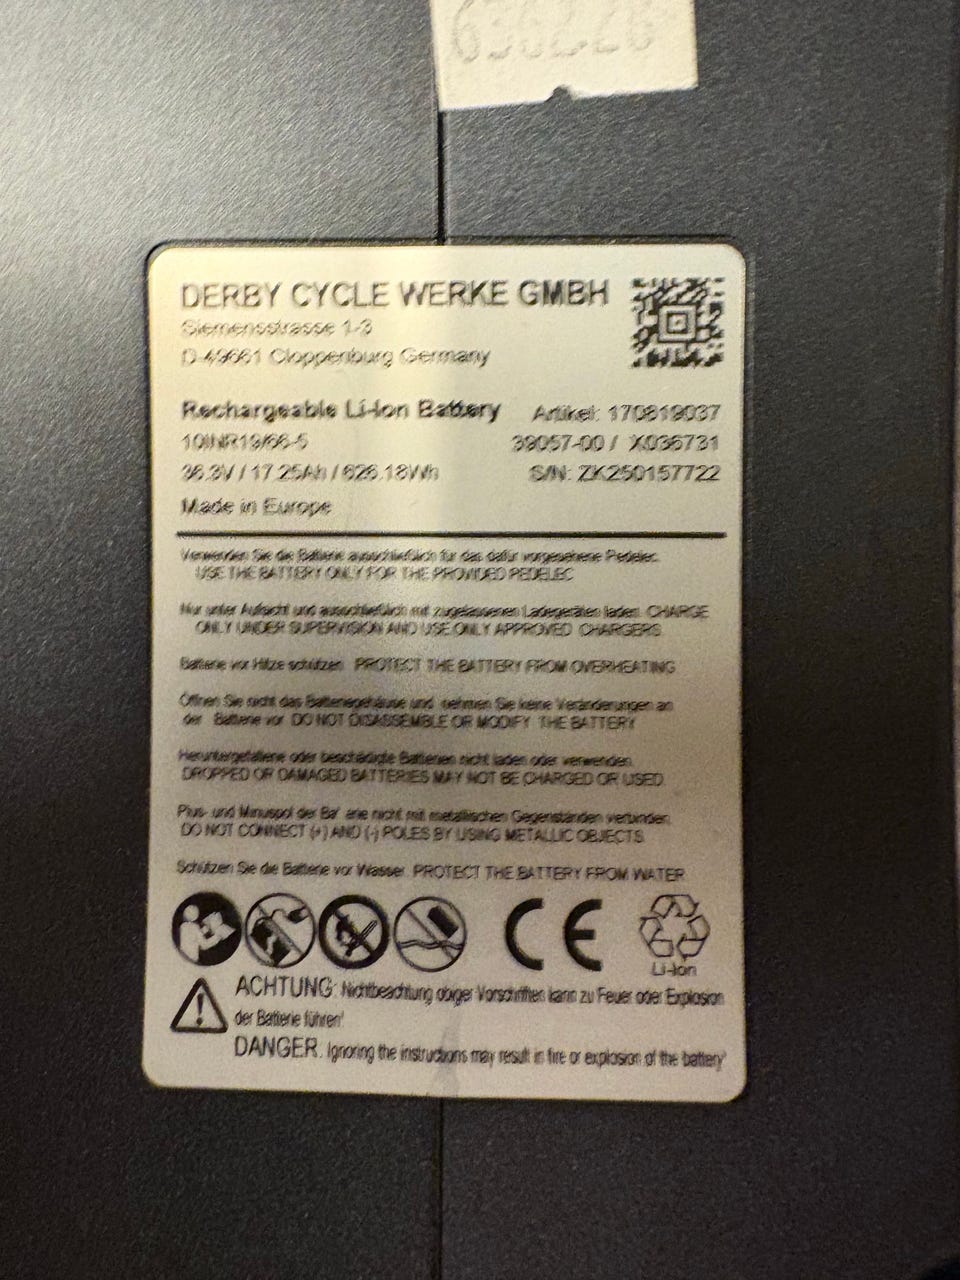 DERBY CYCLE WERKE GMBH
Siemensstrasse 1-3
D-49661 Cloppenburg Germany
Rechargeable Li-Ion Battery
Artikel: 170819037
10INR19/66-5
39057-00 / X036731
36.3V / 17.25Ah / 626.18Wh
S/N: ZK250157722
Made in Europe
Verwenden Sie die Batterie ausschließlich für das dafür vorgesehene Pedelec.
USE THE BATTERY ONLY FOR THE PROVIDED PEDELEC
Nur unter Aufsicht und ausschließlich mit zugelassenen Ladegeräten laden. CHARGE
ONLY UNDER SUPERVISION AND USE ONLY APPROVED CHARGERS.
Batterie vor Hitze schützen. PROTECT THE BATTERY FROM OVERHEATING
Öffnen Sie nicht das Batteriegehäuse und nehmen Sie keine Veränderungen an
der Batterie vor. DO NOT DISASSEMBLE OR MODIFY THE BATTERY
Heruntergefallene oder beschädigte Batterien nicht laden oder verwenden.
DROPPED OR DAMAGED BATTERIES MAY NOT BE CHARGED OR USED.
Plus- und Minuspol der Ba erie nicht mit metallischen Gegenständen verbinden.
DO NOT CONNECT (+) AND (-) POLES BY USING METALLIC OBJECTS.
Schützen Sie die Batterie vor Wasser. PROTECT THE BATTERY FROM WATER
CE
Li-Ion
ACHTUNG: Nichtbeachtung obiger Vorschriften kann zu Feuer oder Explosion
der Batterie führen!
DANGER: Ignoring the instructions may result in fire or explosion of the battery!